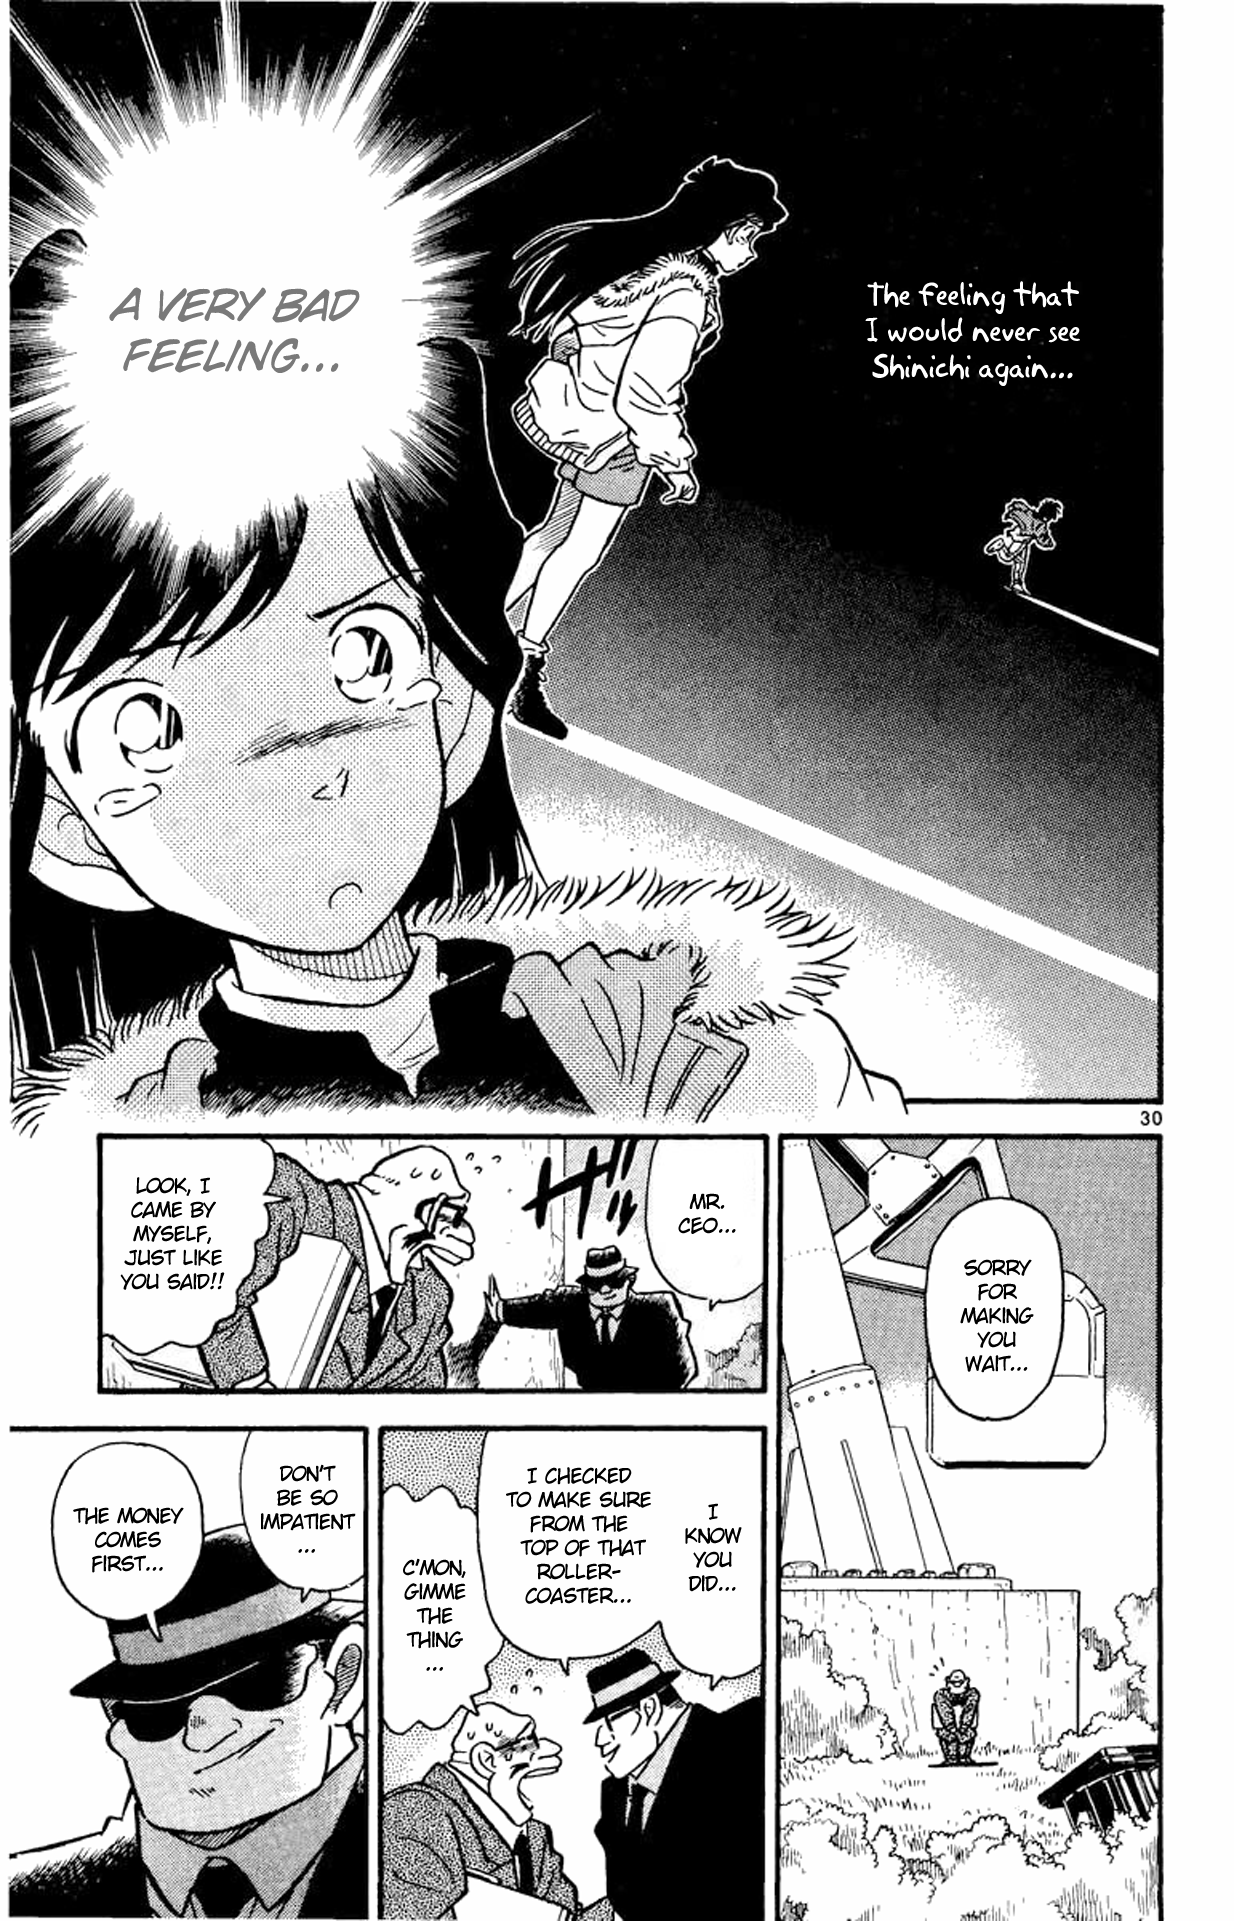 The feeling that
I would never see
Shinichi again...
A VERY BAD
FEELING...
30
SORRY
FOR
MAKING
YOU
WAIT...
MR.
CEO...
ザッ
LOOK, I
CAME BY
MYSELF,
JUST LIKE
YOU SAID!!
I
KNOW
YOU
DID...
I CHECKED
TO MAKE SURE
FROM THE
TOP OF THAT
ROLLER-
COASTER...
C'MON,
GIMME
THE
THING
...
DON'T
BE SO
IMPATIENT
...
THE MONEY
COMES
FIRST...